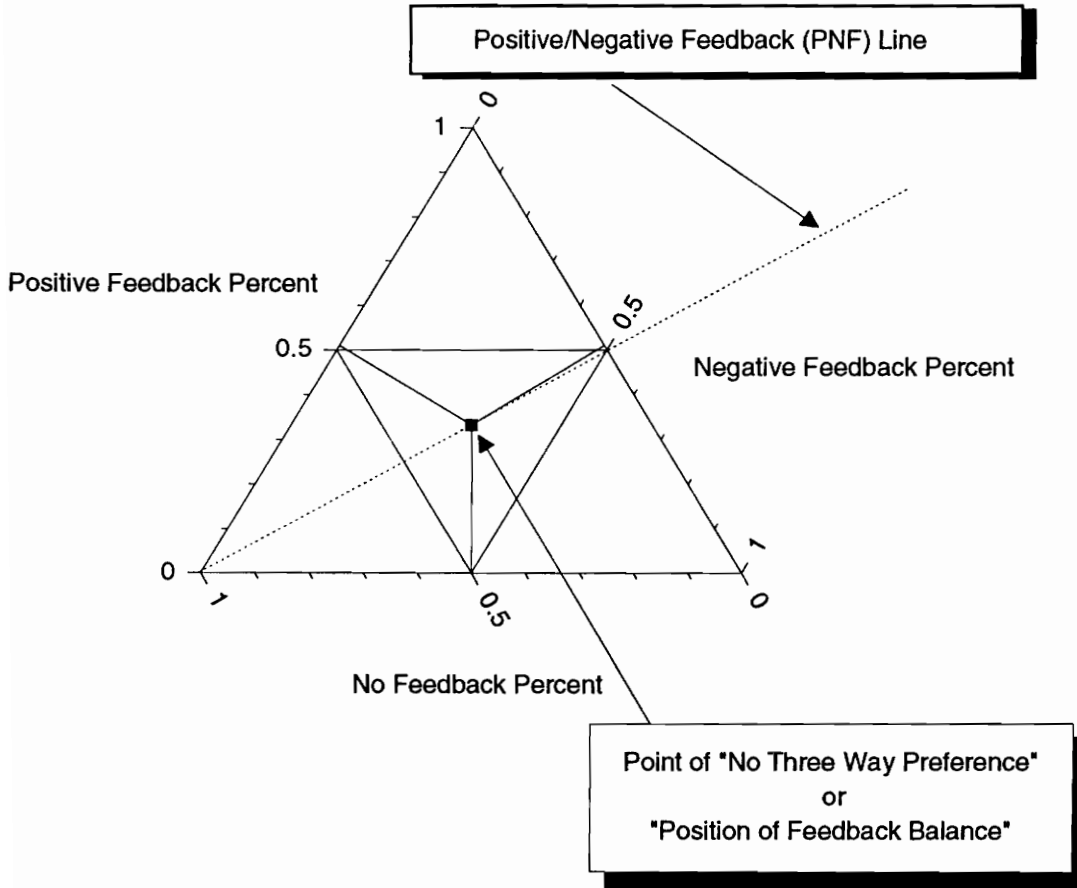 Positive/Negative Feedback (PNF) Line
0
1
Positive Feedback Percent
0.5
0.5
Negative Feedback Percent
0
1
1
0.5
0
No Feedback Percent
Point of "No Three Way Preference"
or
"Position of Feedback Balance"